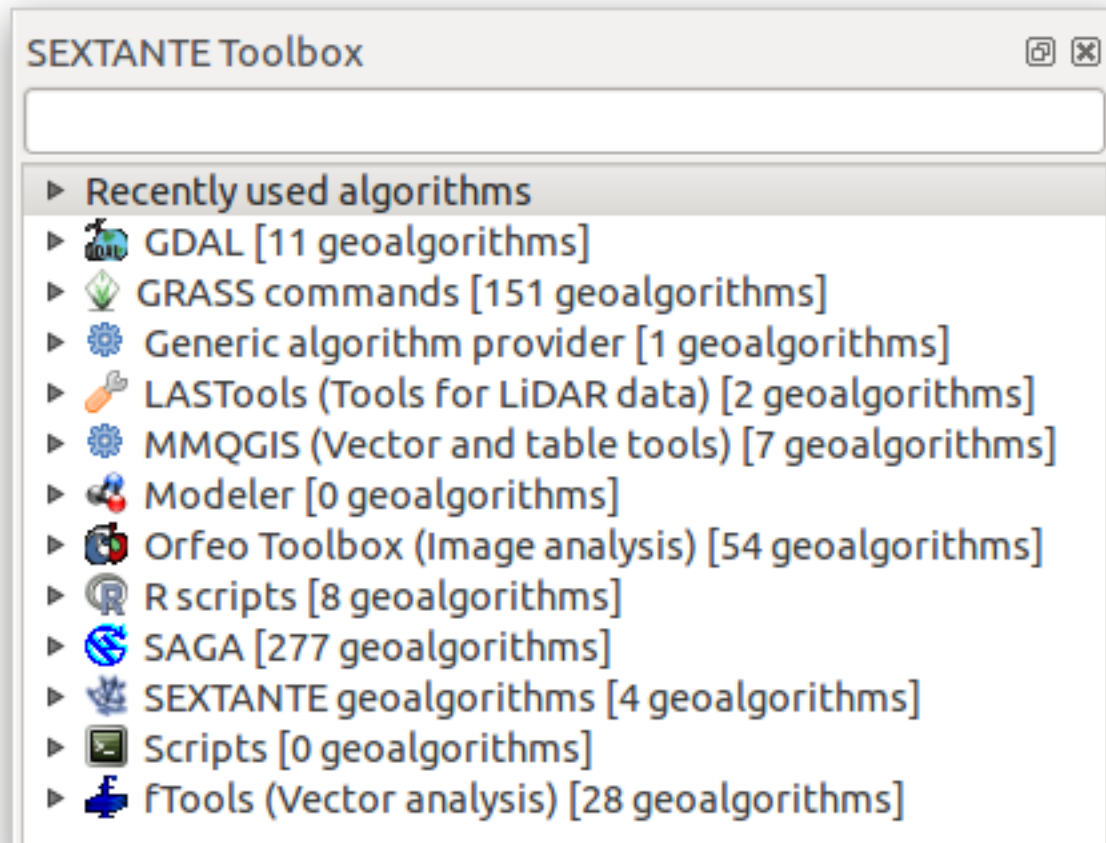 SEXTANTE Toolbox
Recently used algorithms
GDAL [11 geoalgorithms]
GRASS commands [151 geoalgorithms]
Generic algorithm provider [1 geoalgorithms]
LASTools (Tools for LiDAR data) [2 geoalgorithms]
MMQGIS (Vector and table tools) [7 geoalgorithms]
Modeler [0 geoalgorithms]
Orfeo Toolbox (Image analysis) [54 geoalgorithms]
R scripts [8 geoalgorithms]
SAGA [277 geoalgorithms]
SEXTANTE geoalgorithms [4 geoalgorithms]
Scripts [0 geoalgorithms]
fTools (Vector analysis) [28 geoalgorithms]